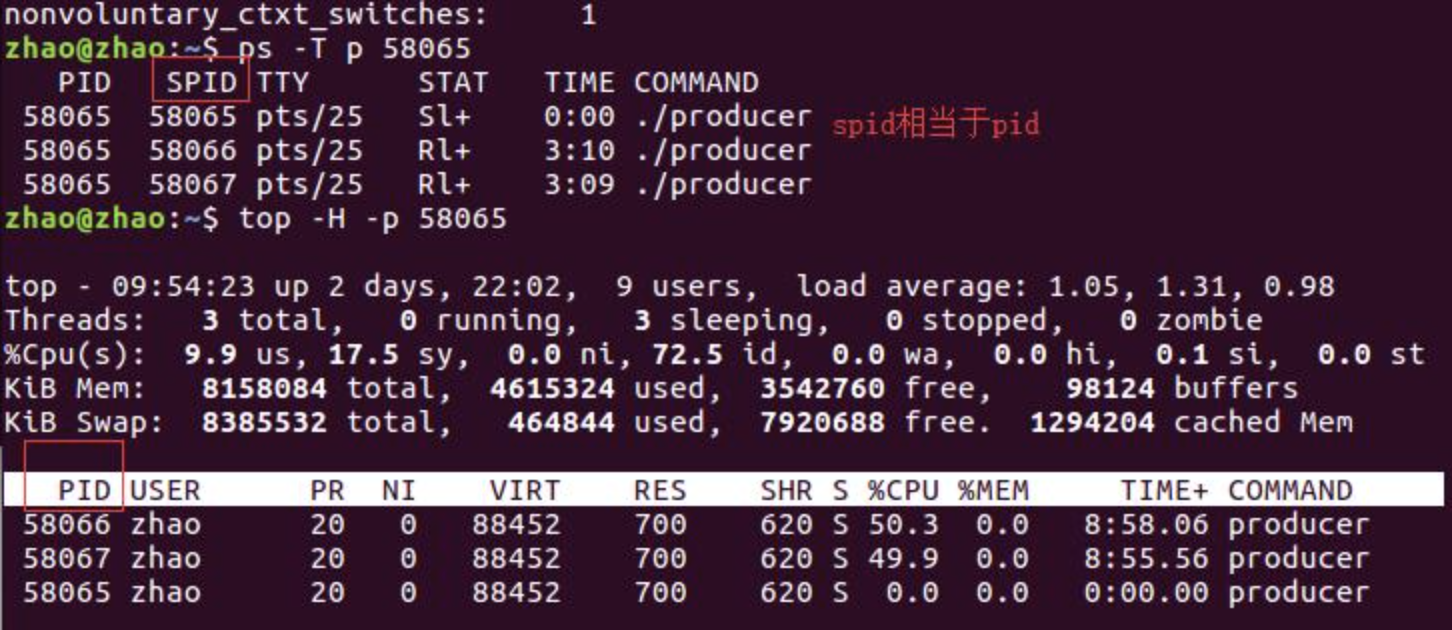 nonvoluntary_ctxt_switches:     1
zhao@zhao:~$ ps -T p 58065
   PID   SPID TTY      STAT   TIME COMMAND
 58065  58065 pts/25   Sl+    0:00 ./producer spid相当于pid
 58065  58066 pts/25   Rl+    3:10 ./producer
 58065  58067 pts/25   Rl+    3:09 ./producer
zhao@zhao:~$ top -H -p 58065
top - 09:54:23 up 2 days, 22:02,  9 users,  load average: 1.05, 1.31, 0.98
Threads:   3 total,   0 running,   3 sleeping,   0 stopped,   0 zombie
%Cpu(s):  9.9 us, 17.5 sy,  0.0 ni, 72.5 id,  0.0 wa,  0.0 hi,  0.1 si,  0.0 st
KiB Mem:   8158084 total,  4615324 used,  3542760 free,    98124 buffers
KiB Swap:  8385532 total,   464844 used,  7920688 free.  1294204 cached Mem
   PID USER      PR  NI    VIRT    RES    SHR S %CPU %MEM     TIME+ COMMAND
 58066 zhao      20   0   88452    700    620 S 50.3  0.0   8:58.06 producer
 58067 zhao      20   0   88452    700    620 S 49.9  0.0   8:55.56 producer
 58065 zhao      20   0   88452    700    620 S  0.0  0.0   0:00.00 producer